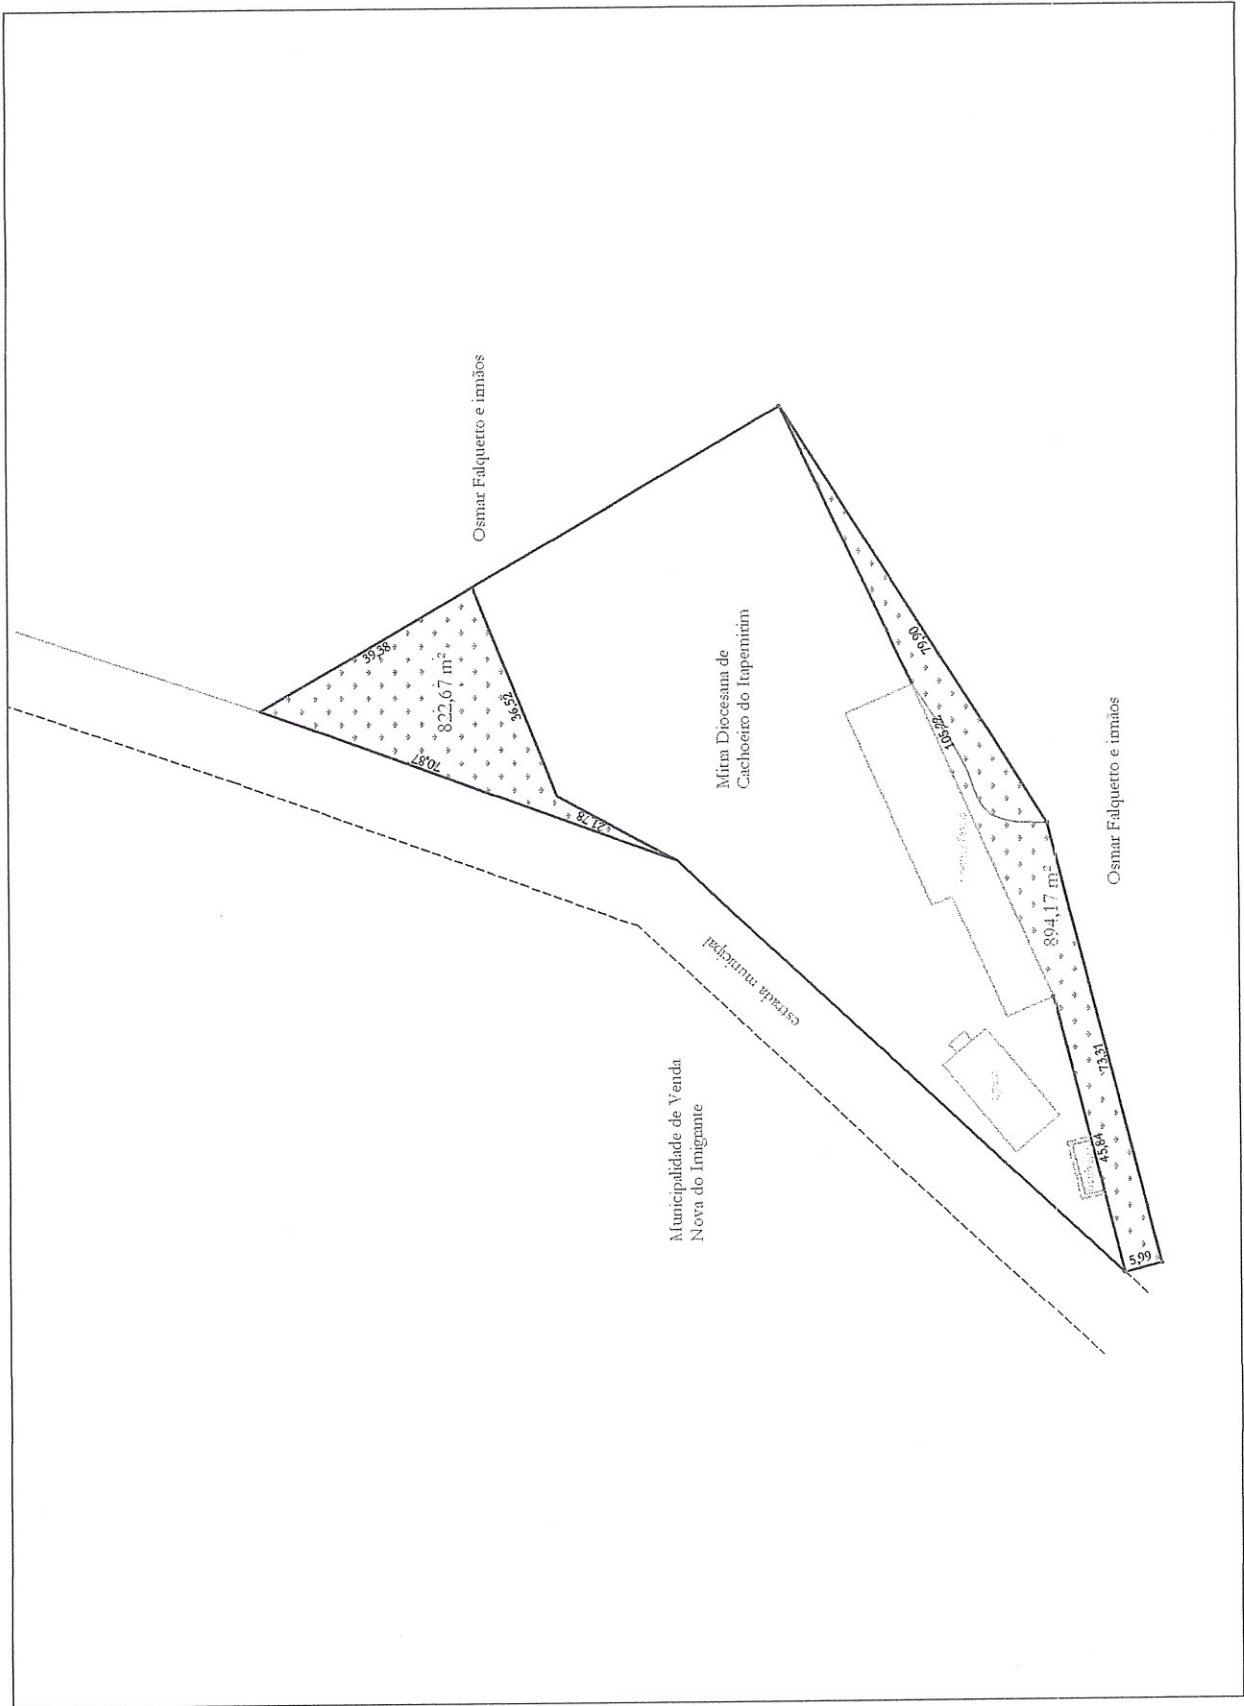 Osmar Falquetto e irmãos
39,38
822,67 m²
70,87
36,52
21,78
Mitra Diocesana de
Cachoeiro do Itapemirim
79,90
105,22
estrada municipal
894,17 m²
Osmar Falquetto e irmãos
Municipalidade de Venda
Nova do Imigrante
73,31
45,84
5,99